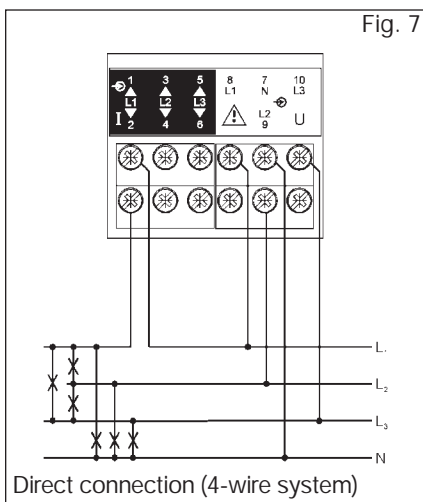 Fig. 7
1 3 5 8 7 10
L1 N L3
L1 L2 L3
I U
L2
2 4 6 9
L₁
L₂
L₃
N
Direct connection (4-wire system)